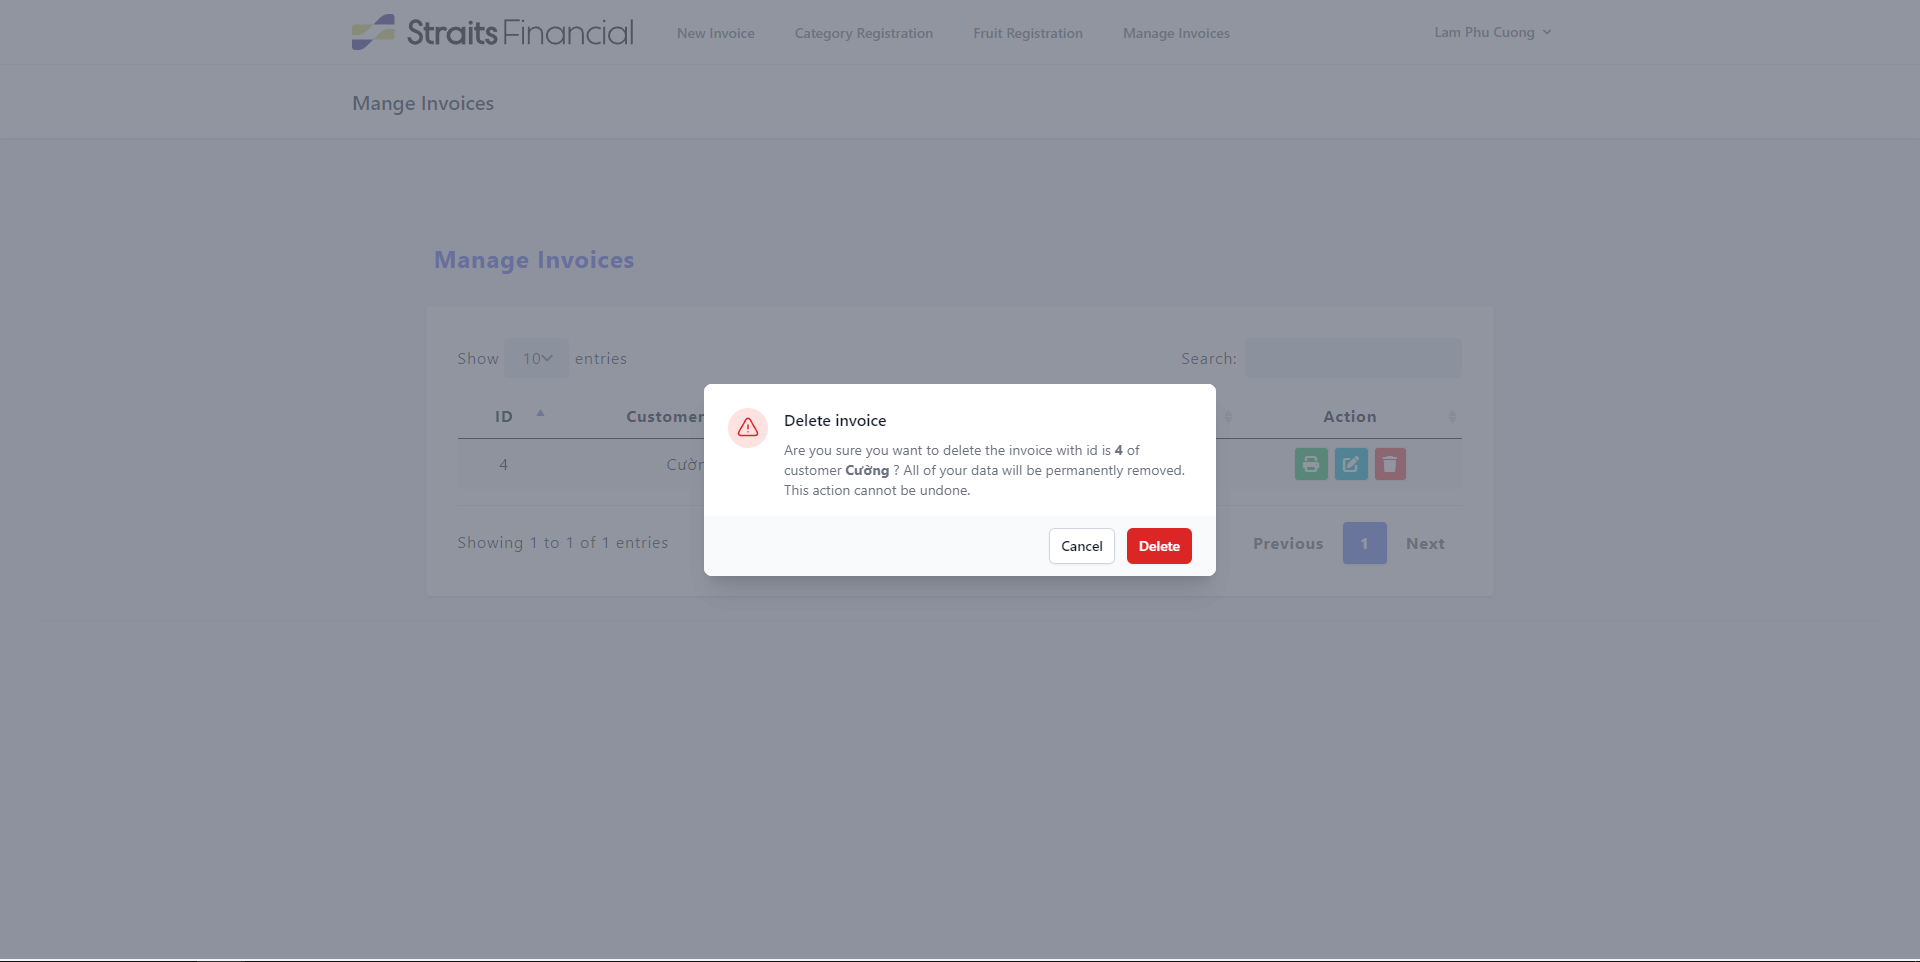 Straits Financial
New Invoice
Category Registration
Fruit Registration
Manage Invoices
Lam Phu Cuong
Mange Invoices
Manage Invoices
Show 10 entries
Search:
ID
Customer
Action
4
Delete invoice
Are you sure you want to delete the invoice with id is 4 of
customer Cường ? All of your data will be permanently removed.
This action cannot be undone.
Cancel
Delete
Showing 1 to 1 of 1 entries
Previous
1
Next